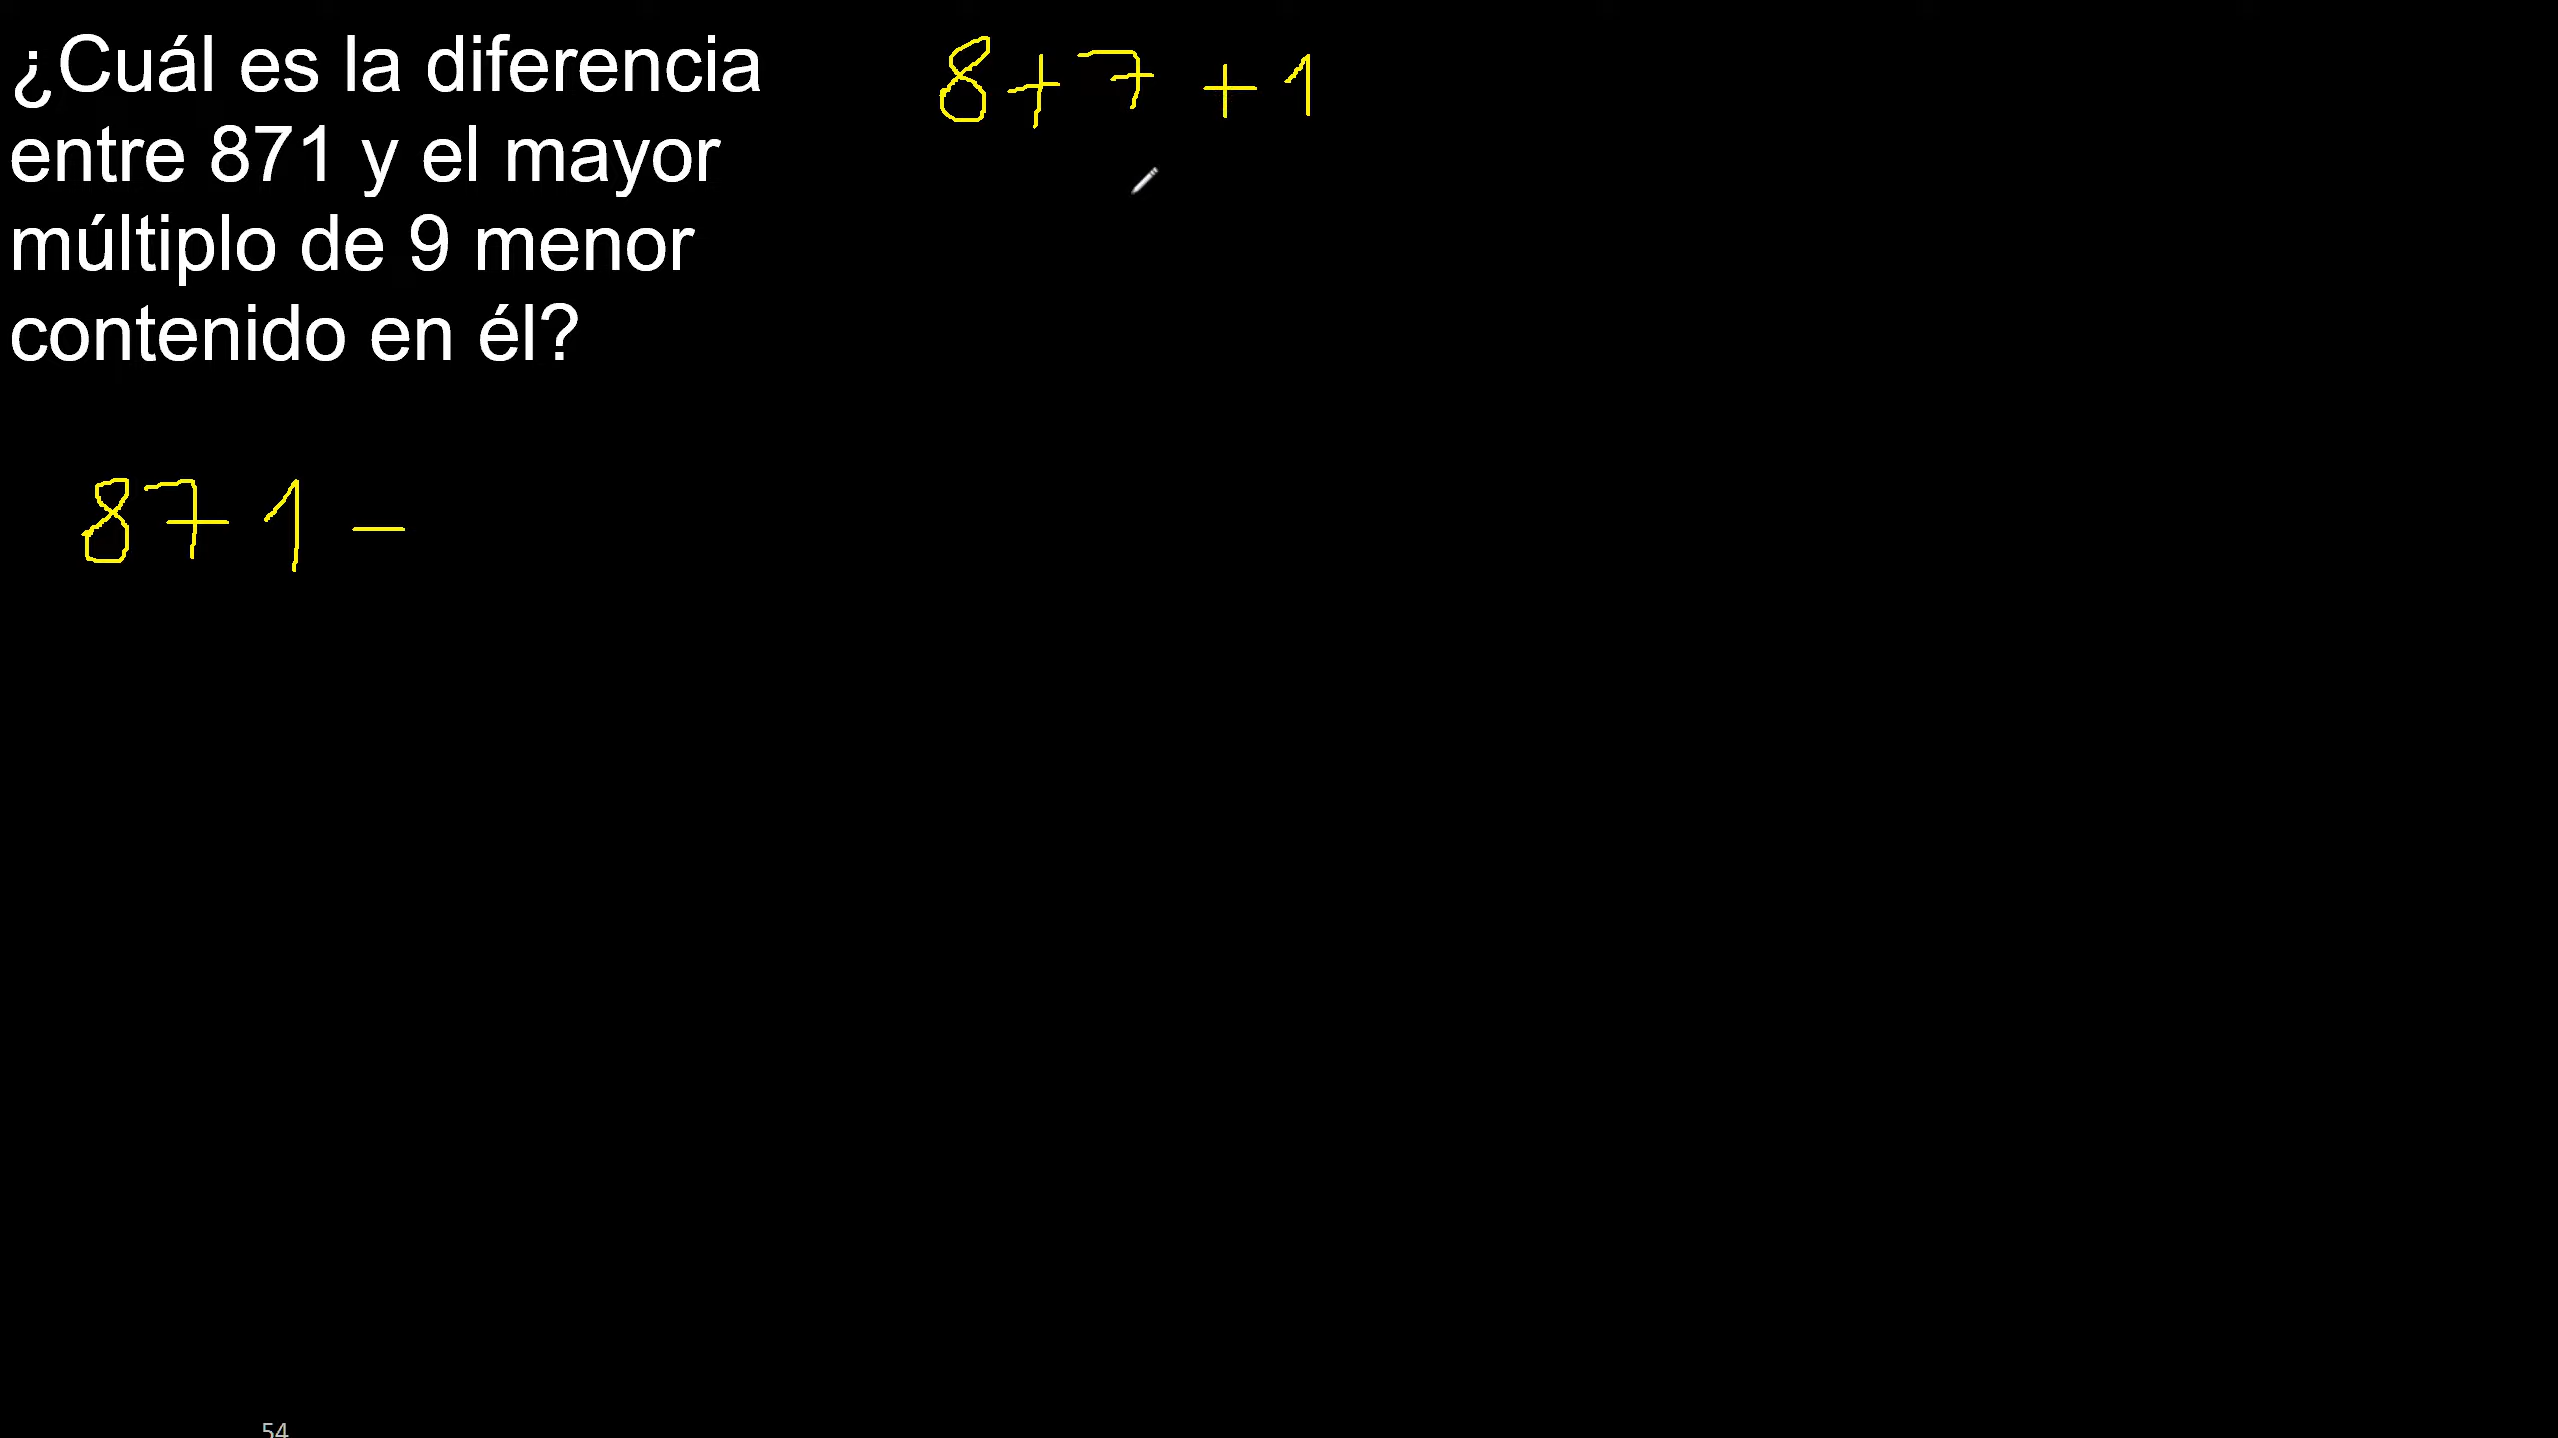 ¿Cuál es la diferencia
entre 871 y el mayor
múltiplo de 9 menor
contenido en él?
871 -
8+7+1
54